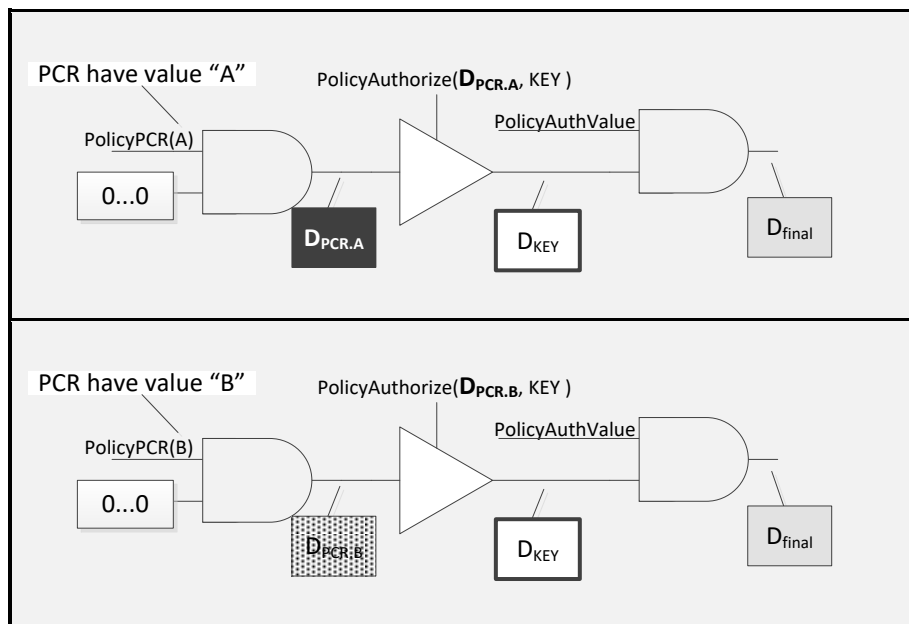 PCR have value “A”
PolicyAuthorize(DPCR.A, KEY )
PolicyAuthValue
PolicyPCR(A)
0...0
DPCR.A
DKEY
Dfinal
PCR have value “B”
PolicyAuthorize(DPCR.B, KEY )
PolicyAuthValue
PolicyPCR(B)
0...0
DPCR.B
DKEY
Dfinal